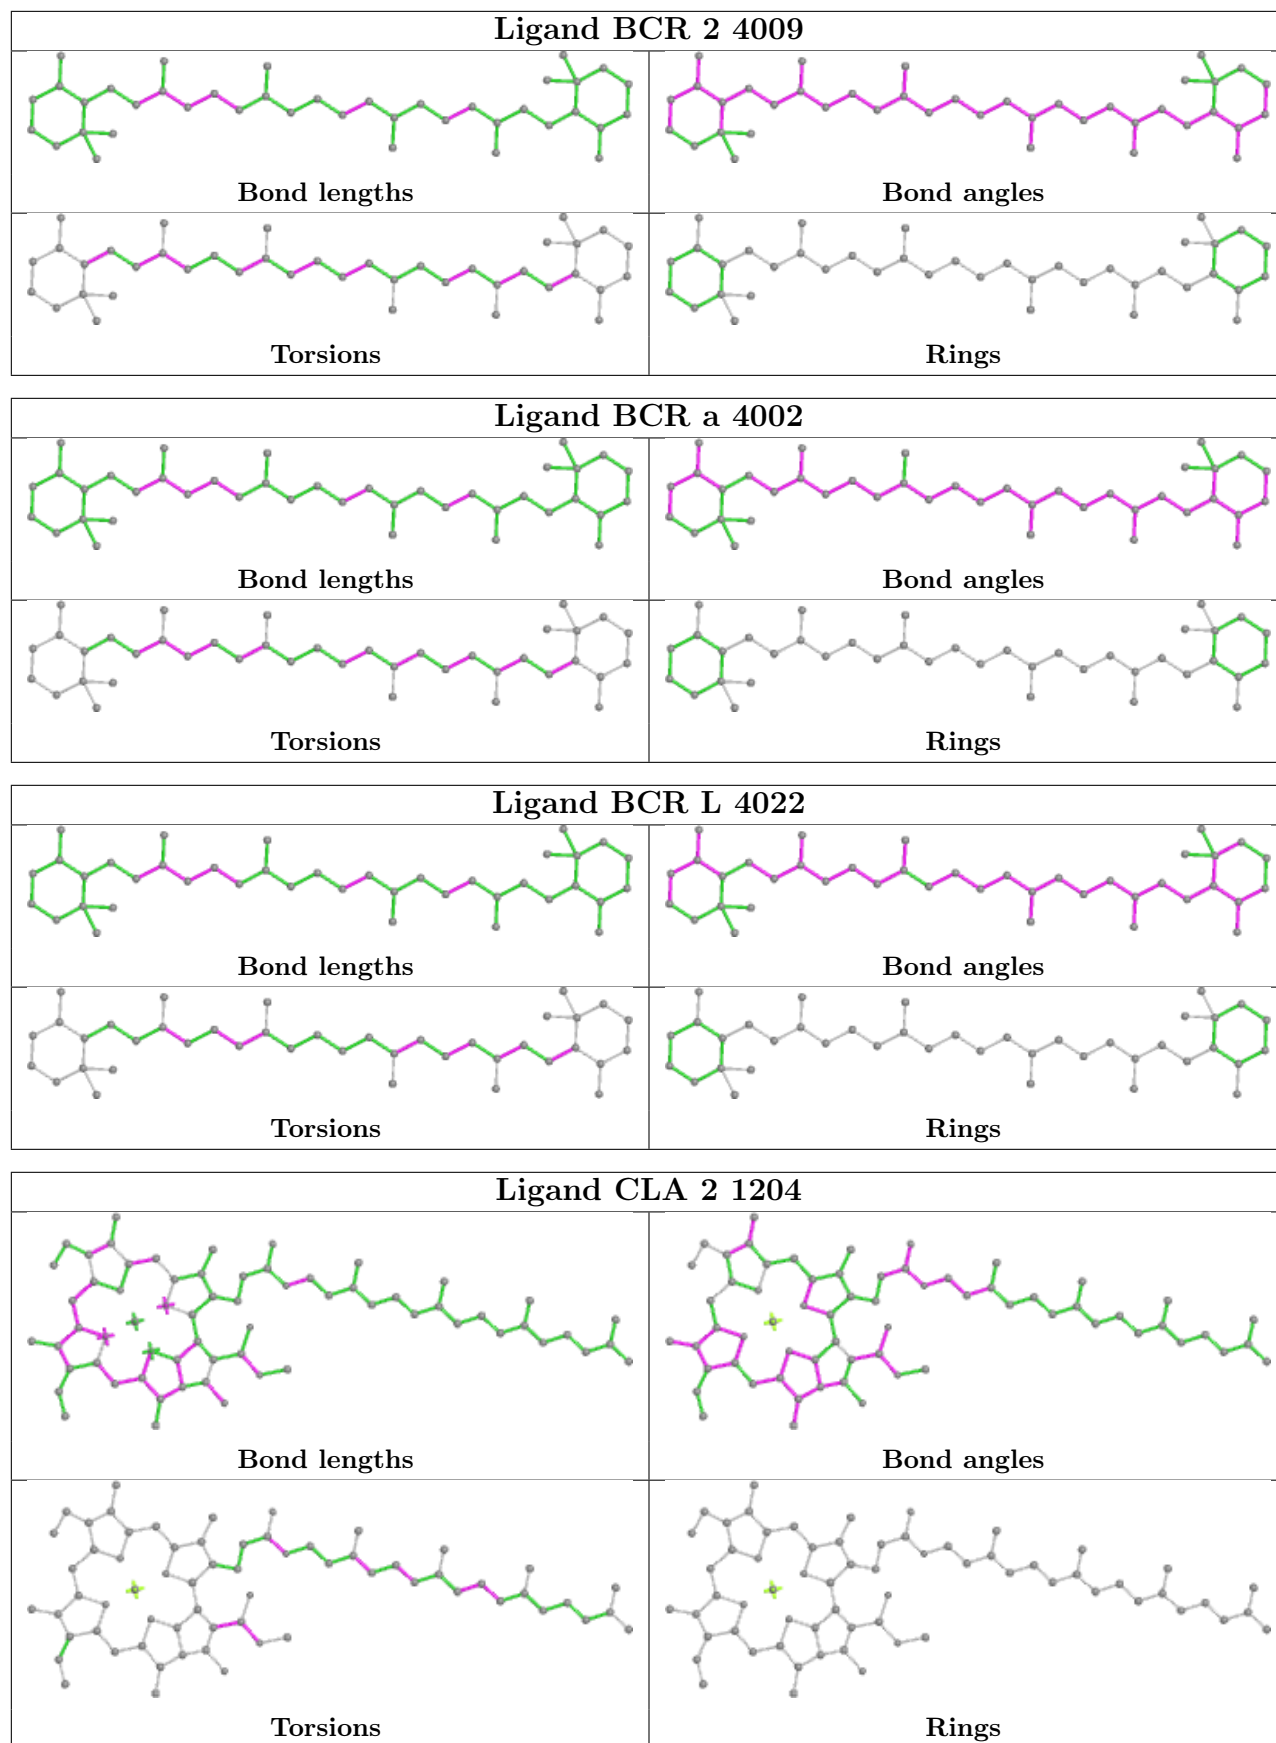 Ligand BCR 2 4009
Bond lengths
Bond angles
Torsions
Rings
Ligand BCR a 4002
Bond lengths
Bond angles
Torsions
Rings
Ligand BCR L 4022
Bond lengths
Bond angles
Torsions
Rings
Ligand CLA 2 1204
Bond lengths
Bond angles
Torsions
Rings